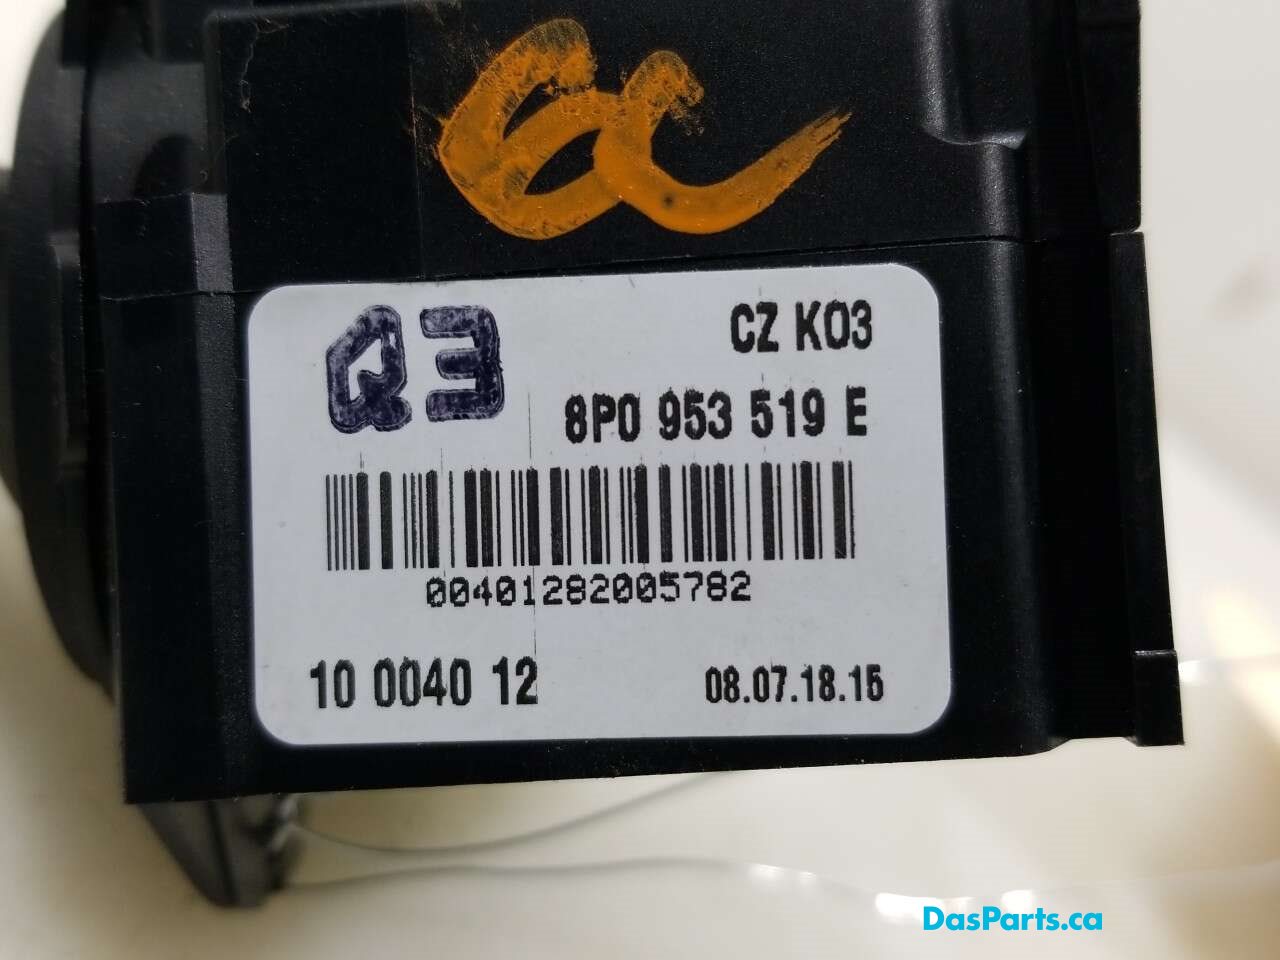 Q3
CZ K03
8P0 953 519 E
00401282005782
10 0040 12
08.07.18.15
DasParts.ca